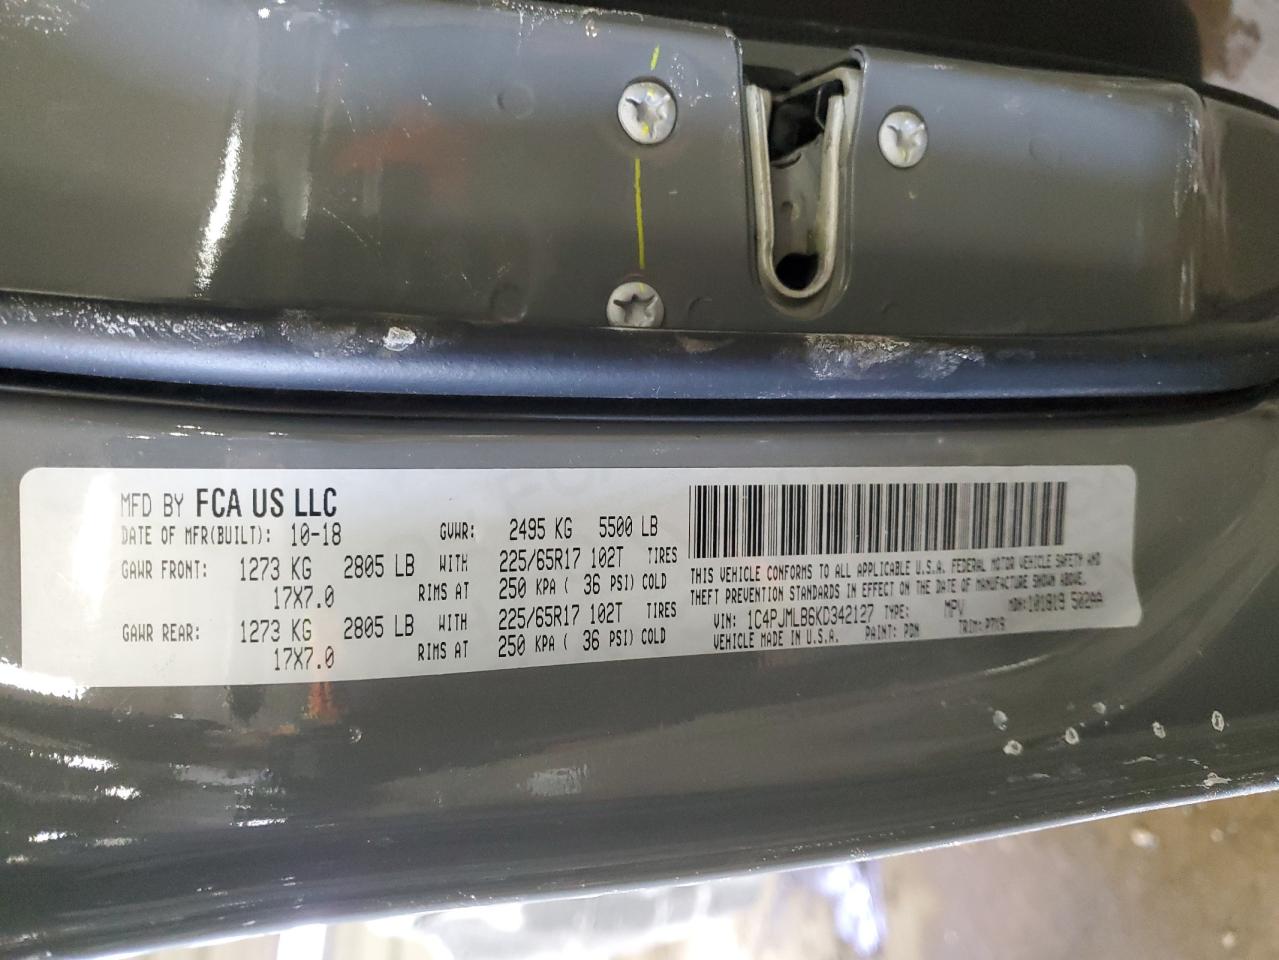 MFD BY FCA US LLC
DATE OF MFR(BUILT): 10-18 GVWR: 2495 KG 5500 LB
GAWR FRONT: 1273 KG 2805 LB WITH 225/65R17 102T TIRES
17X7.0 RIMS AT 250 KPA ( 36 PSI) COLD
GAWR REAR: 1273 KG 2805 LB WITH 225/65R17 102T TIRES
17X7.0 RIMS AT 250 KPA ( 36 PSI) COLD
THIS VEHICLE CONFORMS TO ALL APPLICABLE U.S.A. FEDERAL MOTOR VEHICLE SAFETY AND
THEFT PREVENTION STANDARDS IN EFFECT ON THE DATE OF MANUFACTURE SHOWN ABOVE.
VIN: 1C4PJMLB6KD342127 TYPE: MPV MDH: 101819 502AA
VEHICLE MADE IN U.S.A. PAINT: PDN TRIM: